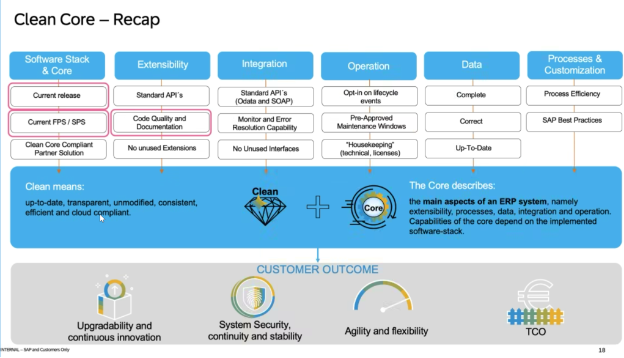 Clean Core – Recap
Software Stack
& Core
Extensibility
Integration
Operation
Data
Processes &
Customization
Current release
Standard API´s
Standard API´s
(Odata and SOAP)
Opt-in on lifecycle
events
Complete
Process Efficiency
Current FPS / SPS
Code Quality and
Documentation
Monitor and Error
Resolution Capability
Pre-Approved
Maintenance Windows
Correct
SAP Best Practices
Clean Core Compliant
Partner Solution
No unused Extensions
No Unused Interfaces
"Housekeeping"
(technical, licenses)
Up-To-Date
Clean means:
up-to-date, transparent, unmodified, consistent,
efficient and cloud compliant.
Clean
Core
The Core describes:
the main aspects of an ERP system, namely
extensibility, processes, data, integration and operation.
Capabilities of the core depend on the implemented
software-stack.
CUSTOMER OUTCOME
Upgradability and
continuous innovation
System Security,
continuity and stability
Agility and flexibility
TCO
INTERNAL – SAP and Customers Only
18